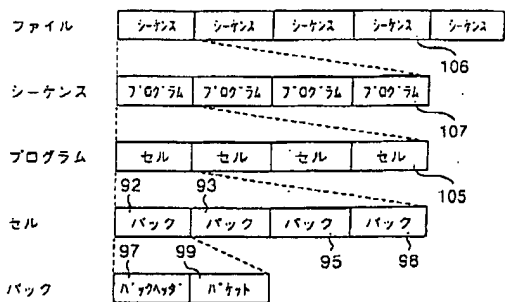 ファイル シーケンス シーケンス シーケンス シーケンス シーケンス
106
シーケンス プログラム プログラム プログラム プログラム
107
プログラム セル セル セル セル
92 93 105
セル パック パック パック パック
97 99 95 98
パック パックヘッダ パケット